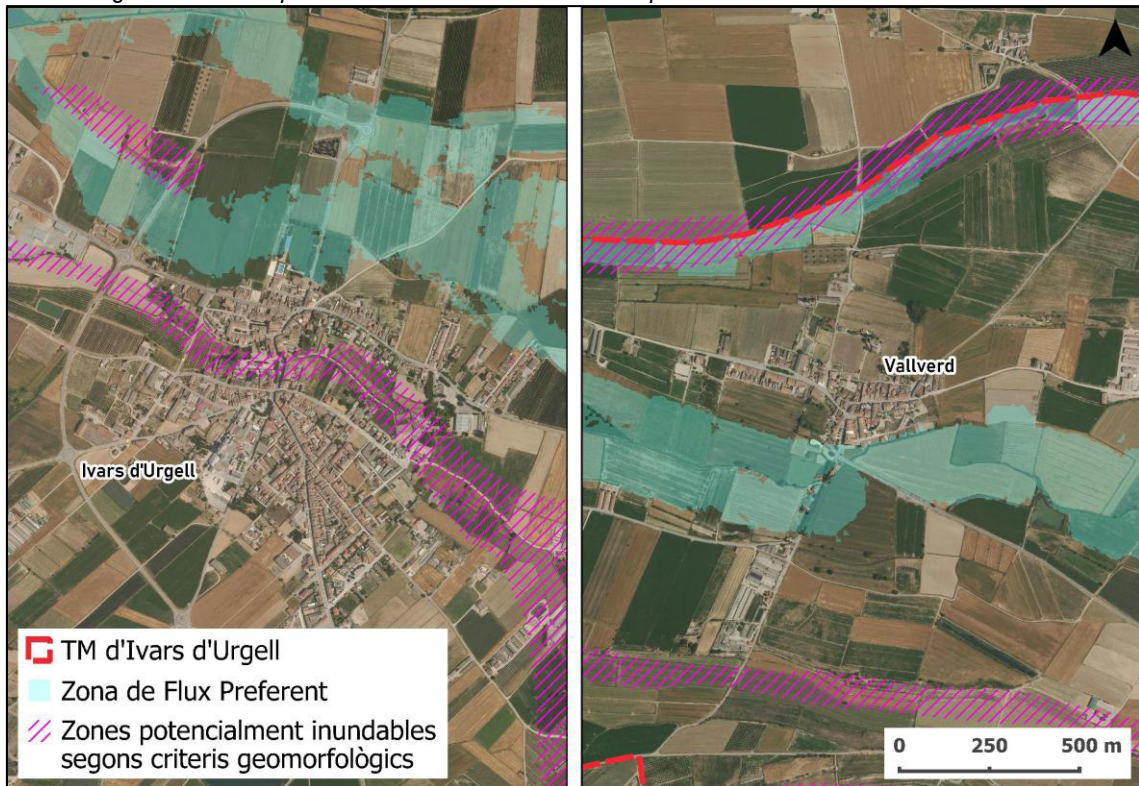 Vallverd
Ivars d'Urgell
TM d'Ivars d'Urgell
Zona de Flux Preferent
Zones potencialment inundables
segons criteris geomorfològics
0 250 500 m